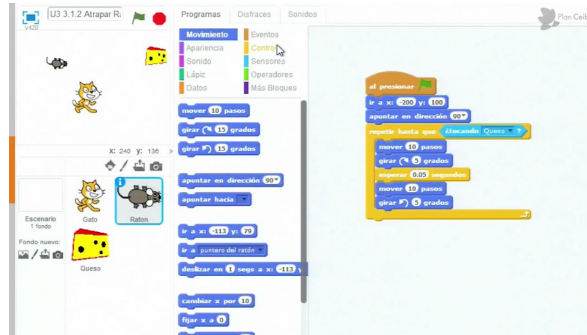 U3 3.1.2 Atrapar Ra
v420
Programas Disfraces Sonidos
Plan Ceib
Movimiento Eventos
Apariencia Control
Sonido Sensores
Lápiz Operadores
Datos Más Bloques
mover 10 pasos
girar 15 grados
girar 15 grados
apuntar en dirección 90
apuntar hacia
ir a x: -113 y: 79
ir a puntero del ratón
deslizar en 1 segs a x: -113 y
cambiar x por 10
fijar x a 0
x: 240 y: 136
Escenario
1 fondo
Gato
Raton
Fondo nuevo:
Queso
al presionar
ir a x: -200 y: 100
apuntar en dirección 90
repetir hasta que ¿tocando Queso ?
mover 10 pasos
girar 5 grados
esperar 0.05 segundos
mover 10 pasos
girar 5 grados